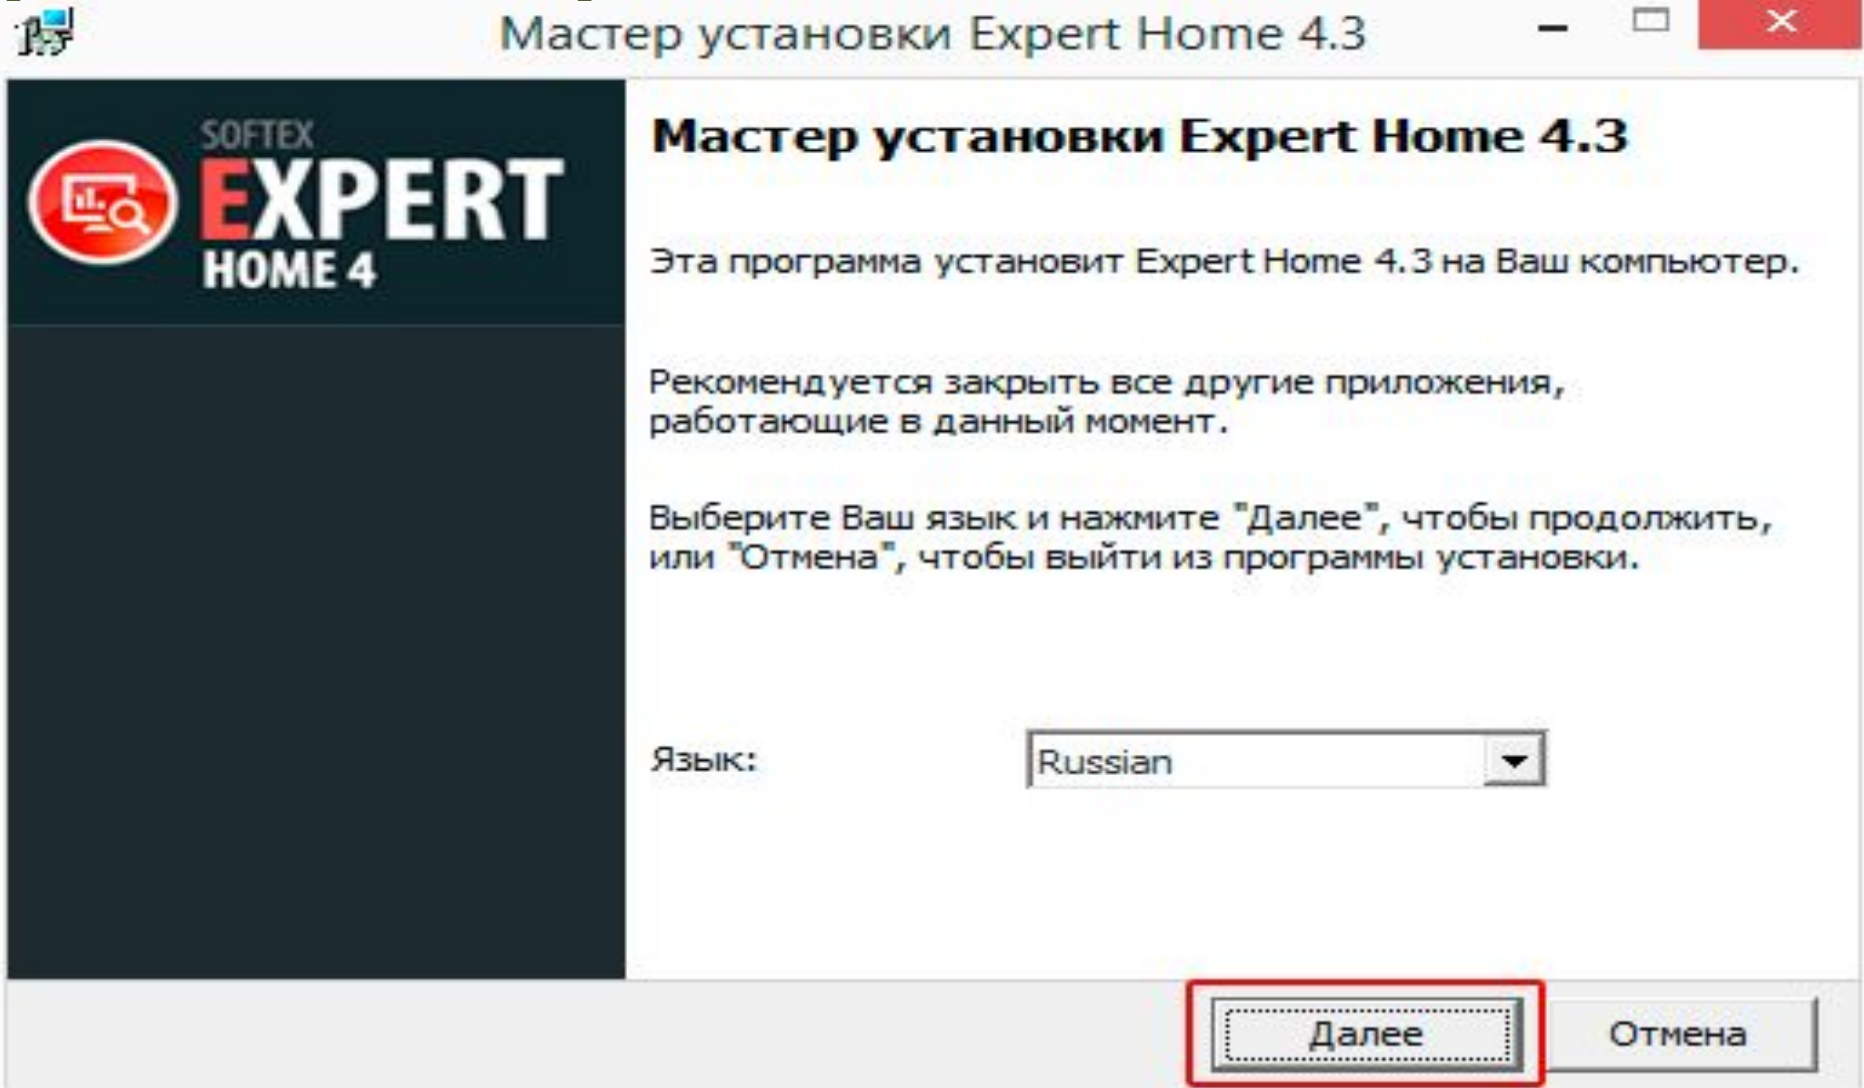 Мастер установки Expert Home 4.3
SOFTEX
EXPERT
HOME 4
Мастер установки Expert Home 4.3
Эта программа установит Expert Home 4.3 на Ваш компьютер.
Рекомендуется закрыть все другие приложения,
работающие в данный момент.
Выберите Ваш язык и нажмите "Далее", чтобы продолжить,
или "Отмена", чтобы выйти из программы установки.
Язык: Russian
Далее Отмена